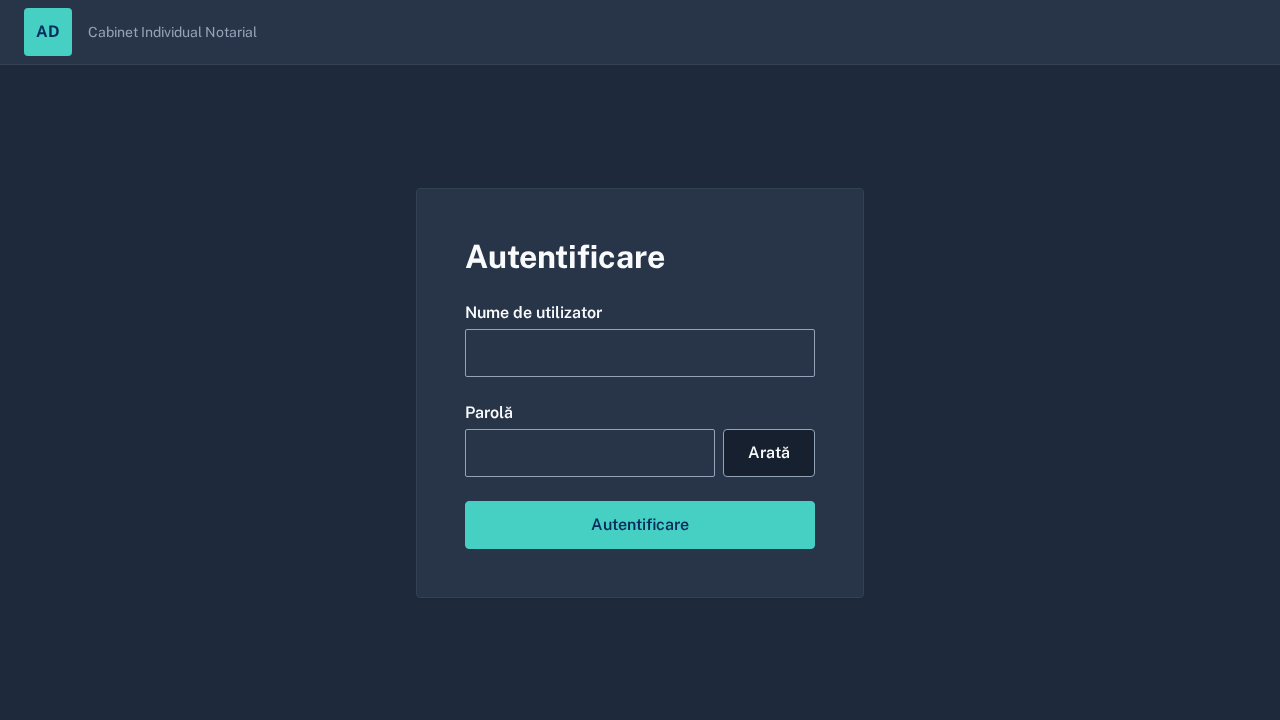 AD
Cabinet Individual Notarial
Autentificare
Nume de utilizator
Parolă
Arată
Autentificare